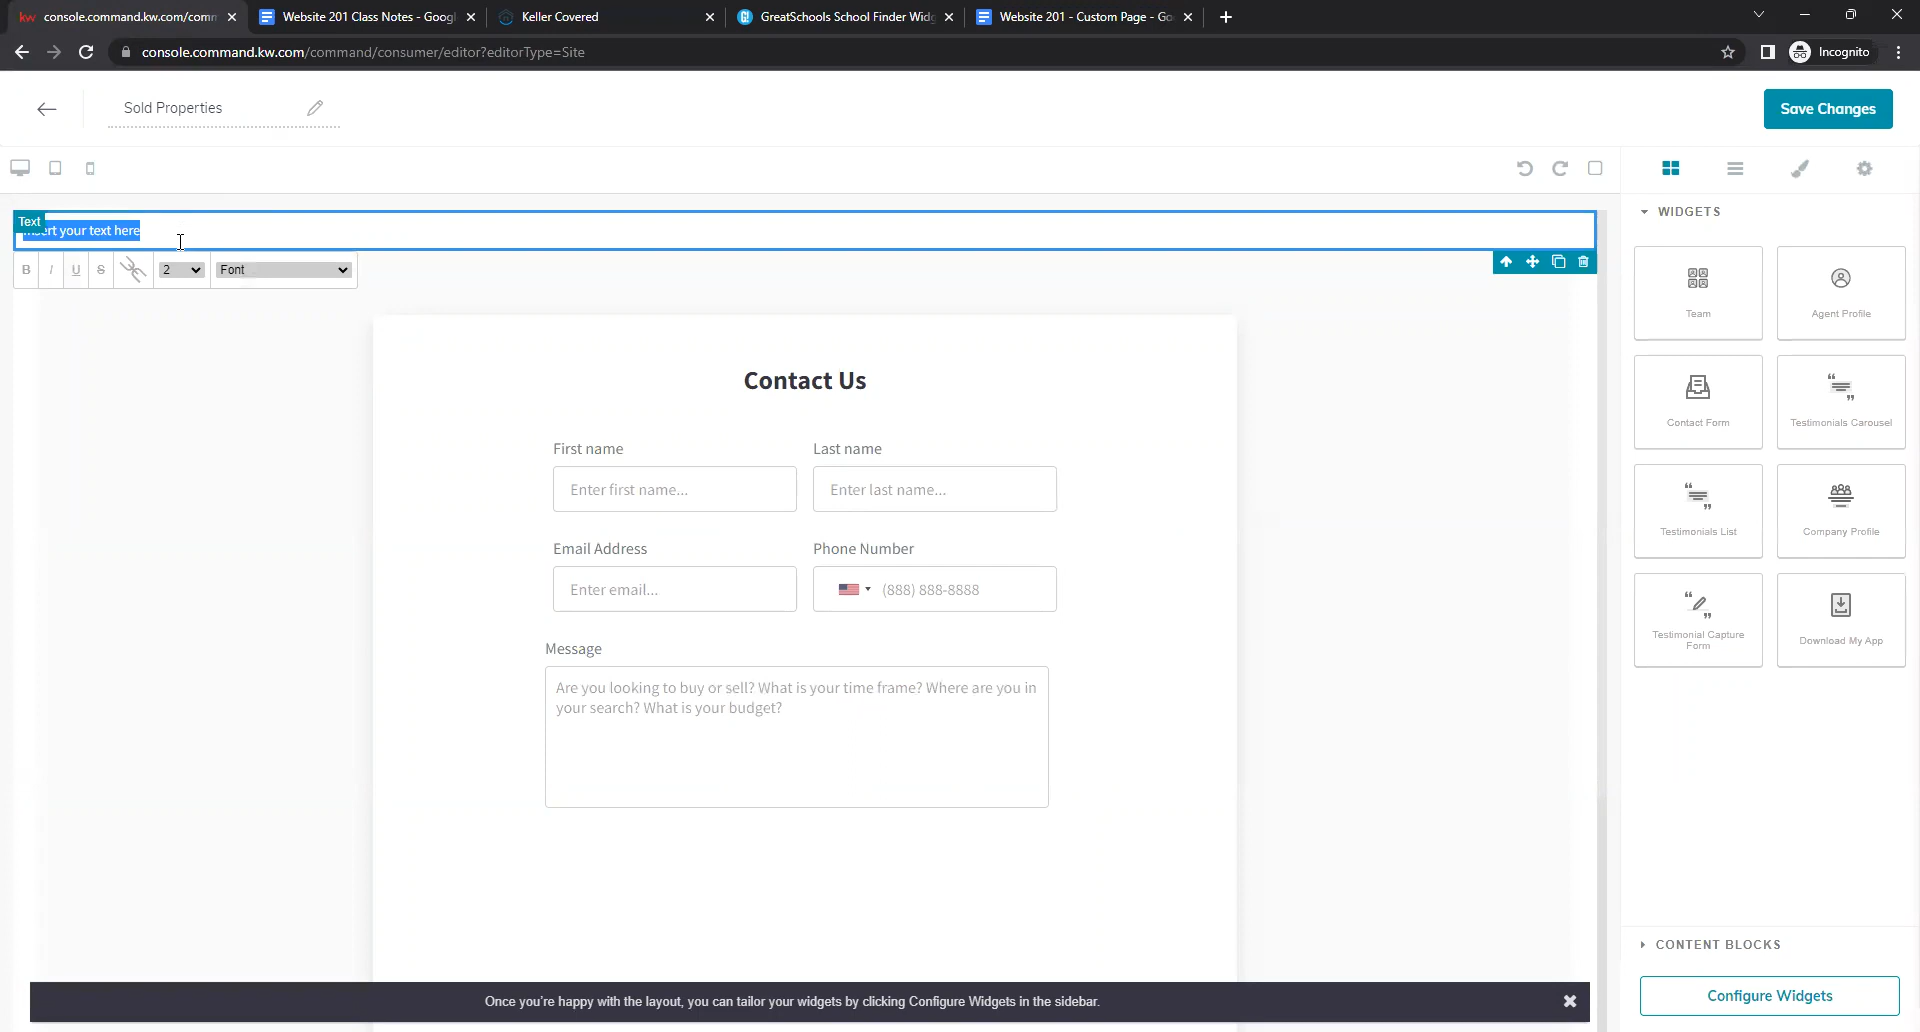 console.command.kw.com/comm
Website 201 Class Notes - Googl
Keller Covered
GreatSchools School Finder Widg
Website 201 - Custom Page - Go
console.command.kw.com/command/consumer/editor?editorType=Site
Incognito
Sold Properties
Save Changes
Text
Insert your text here
B I U S 2 Font
WIDGETS
Team
Agent Profile
Contact Form
Testimonials Carousel
Testimonials List
Company Profile
Testimonial Capture
Form
Download My App
Contact Us
First name
Last name
Enter first name...
Enter last name...
Email Address
Phone Number
Enter email...
(888) 888-8888
Message
Are you looking to buy or sell? What is your time frame? Where are you in
your search? What is your budget?
CONTENT BLOCKS
Configure Widgets
Once you're happy with the layout, you can tailor your widgets by clicking Configure Widgets in the sidebar.